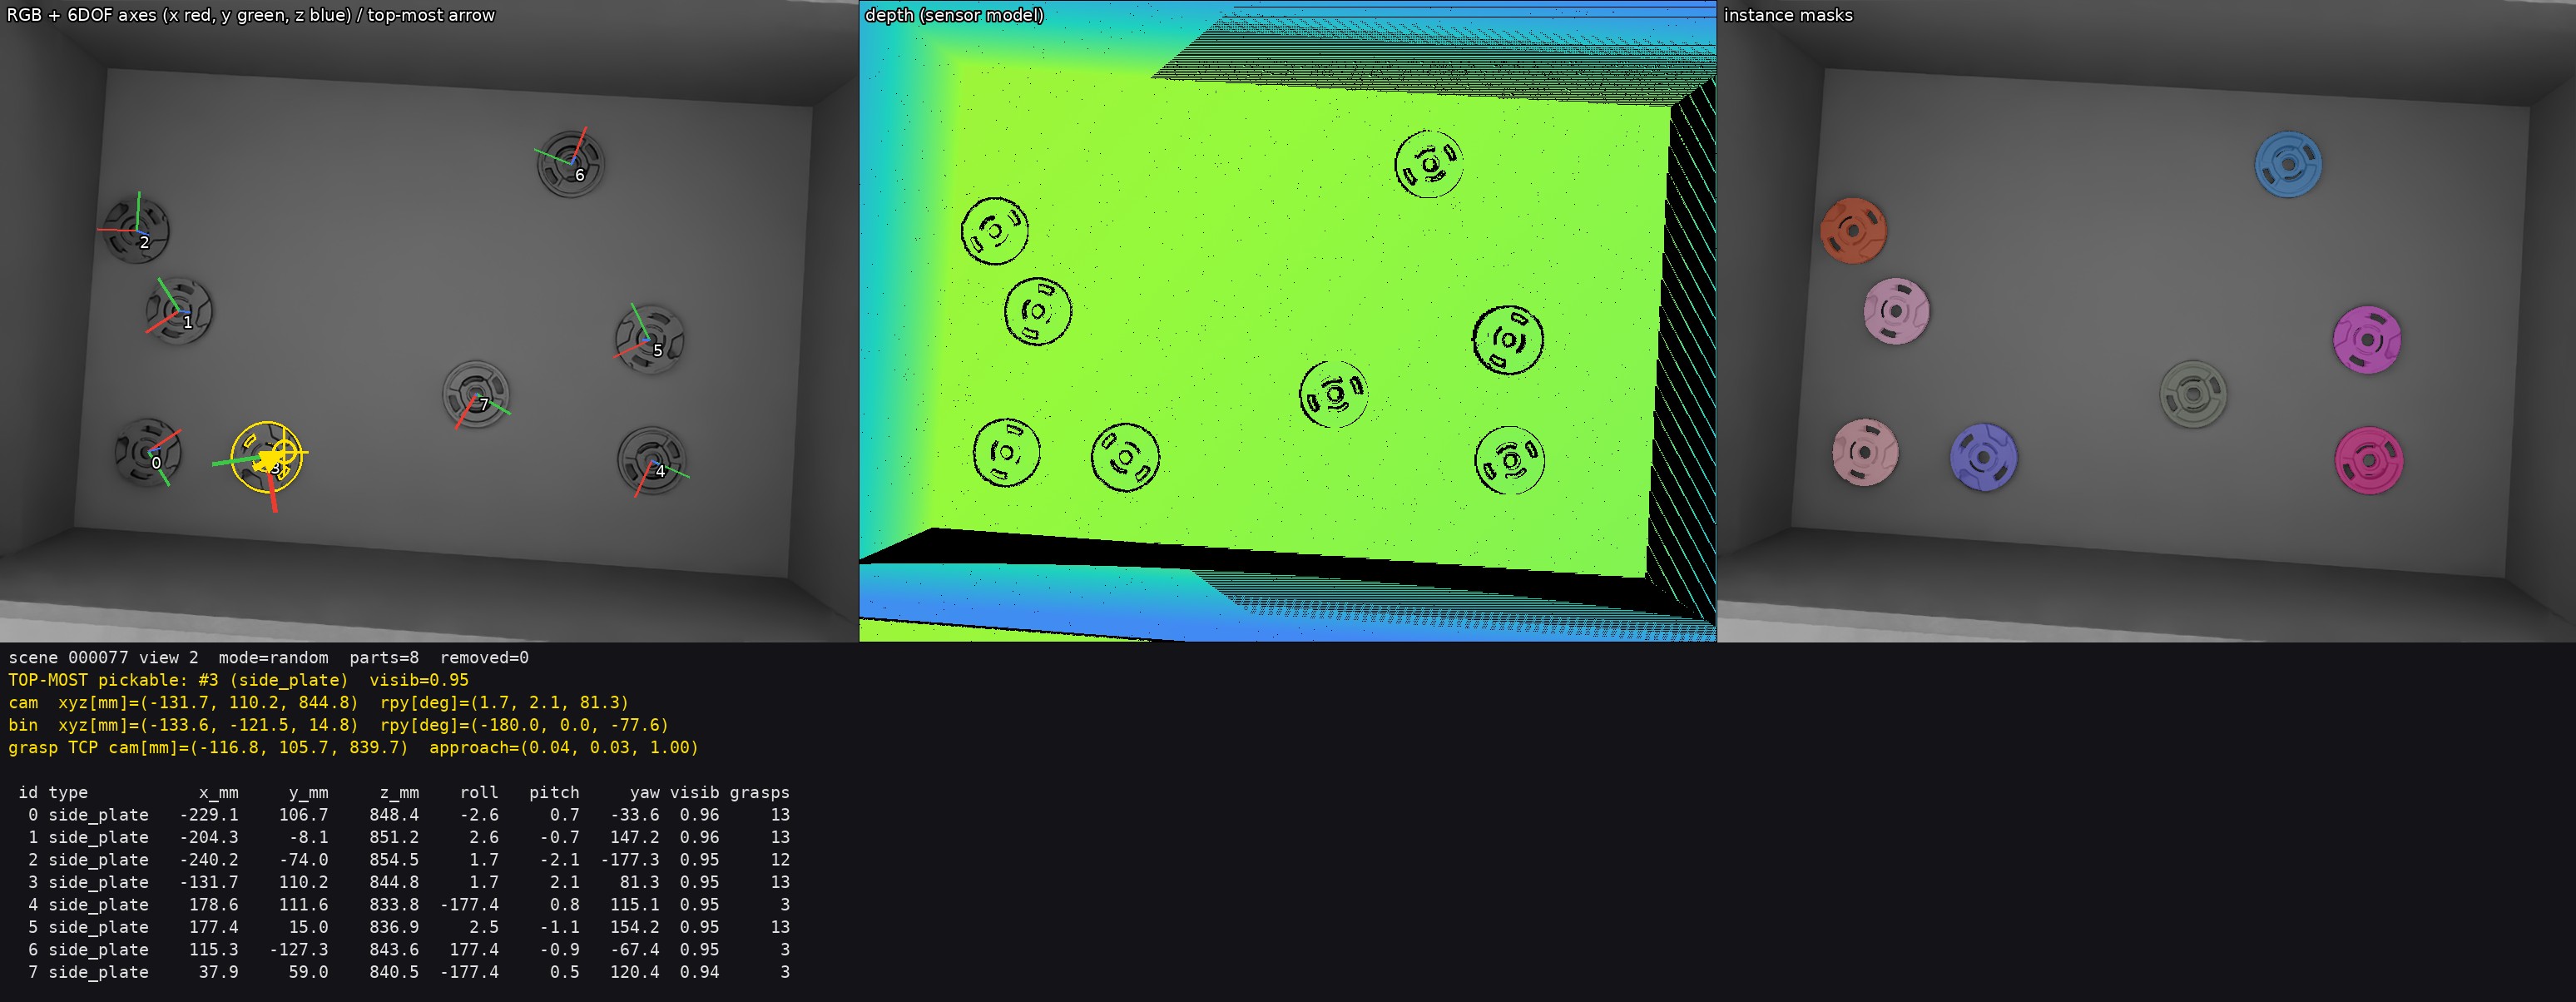 RGB + 6DOF axes (x red, y green, z blue) / top-most arrow
depth (sensor model)
instance masks
6
2
1
5
7
0
3
4
scene 000077 view 2  mode=random  parts=8  removed=0
TOP-MOST pickable: #3 (side_plate)  visib=0.95
cam  xyz[mm]=(-131.7, 110.2, 844.8)  rpy[deg]=(1.7, 2.1, 81.3)
bin  xyz[mm]=(-133.6, -121.5, 14.8)  rpy[deg]=(-180.0, 0.0, -77.6)
grasp TCP cam[mm]=(-116.8, 105.7, 839.7)  approach=(0.04, 0.03, 1.00)
id type x_mm y_mm z_mm roll pitch yaw visib grasps
0 side_plate -229.1 106.7 848.4 -2.6 0.7 -33.6 0.96 13
1 side_plate -204.3 -8.1 851.2 2.6 -0.7 147.2 0.96 13
2 side_plate -240.2 -74.0 854.5 1.7 -2.1 -177.3 0.95 12
3 side_plate -131.7 110.2 844.8 1.7 2.1 81.3 0.95 13
4 side_plate 178.6 111.6 833.8 -177.4 0.8 115.1 0.95 3
5 side_plate 177.4 15.0 836.9 2.5 -1.1 154.2 0.95 13
6 side_plate 115.3 -127.3 843.6 177.4 -0.9 -67.4 0.95 3
7 side_plate 37.9 59.0 840.5 -177.4 0.5 120.4 0.94 3